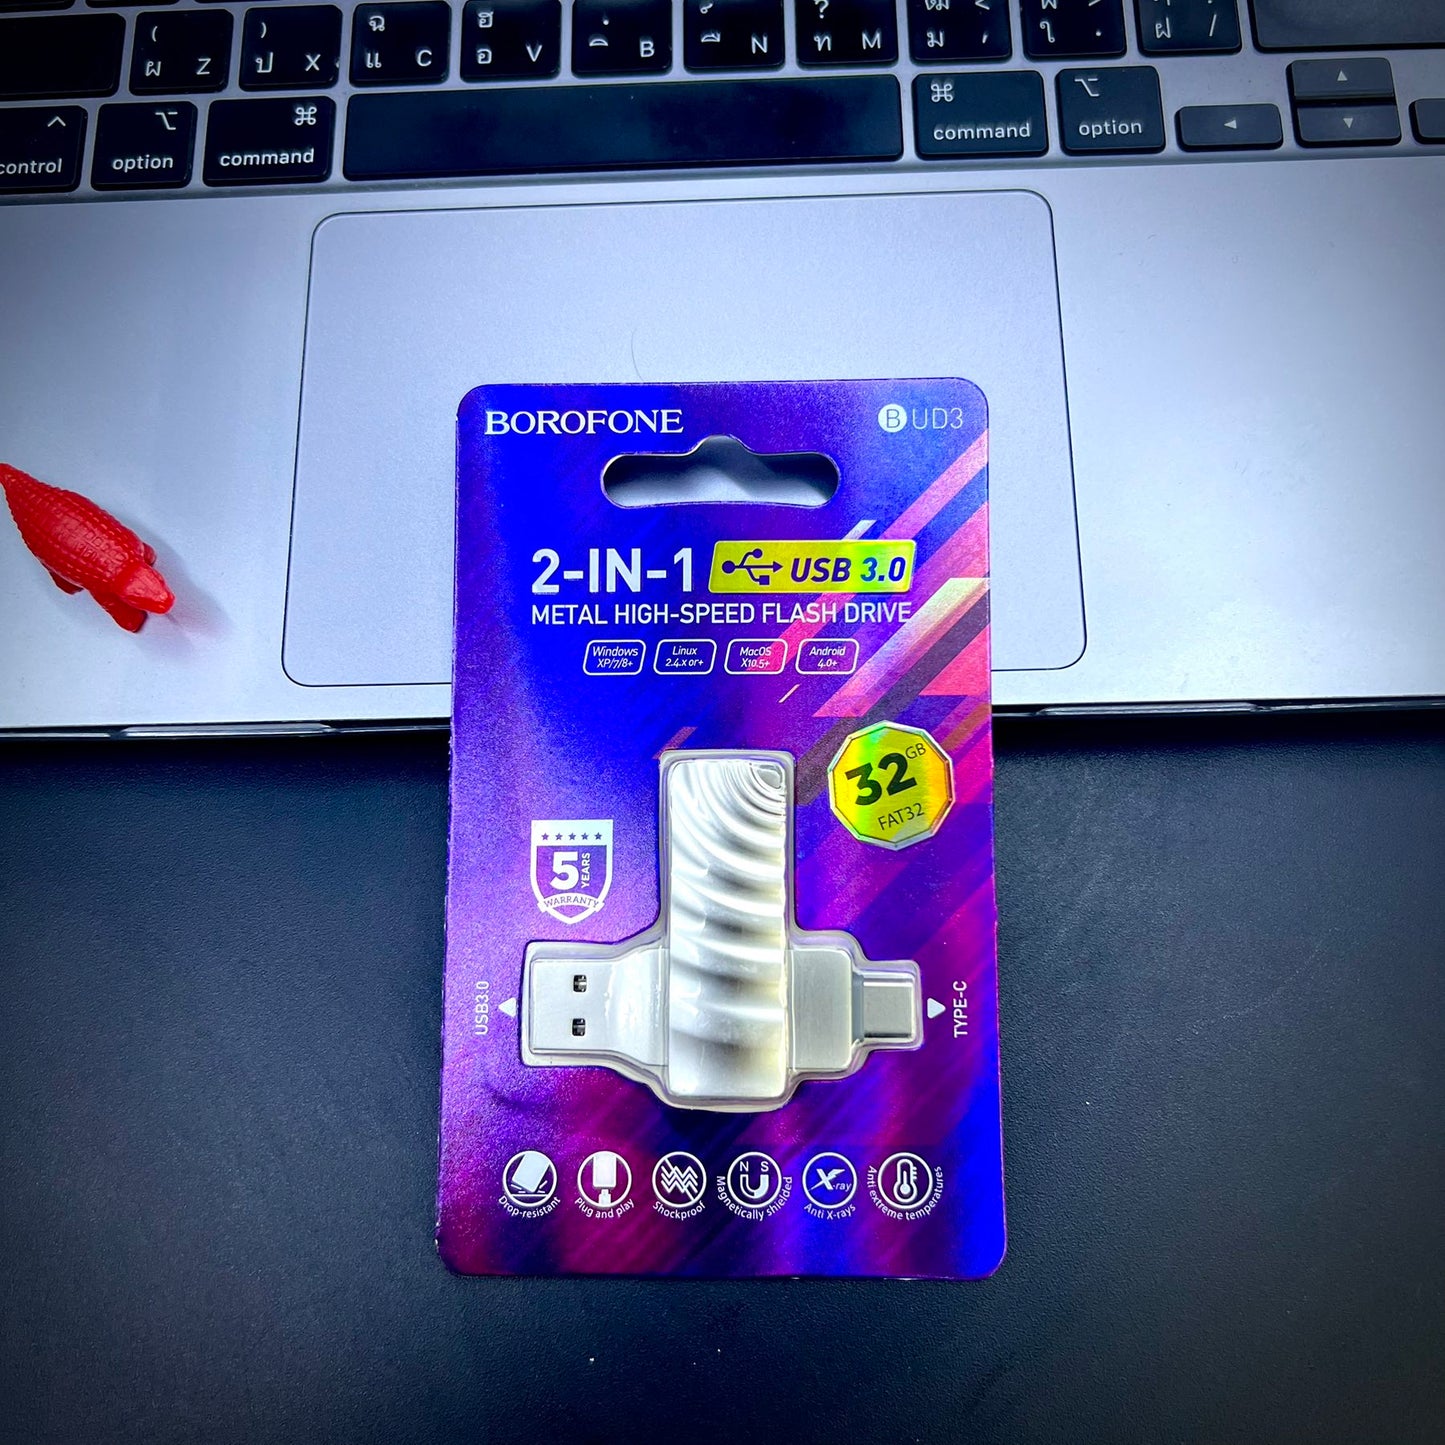 ( ผ Z
) ป X
ฉ แ C
ฮ อ V
B
N
? ท M
ม ,
ใ .
ฝ /
control
⌥ option
⌘ command
⌘ command
⌥ option
BOROFONE
B UD3
2-IN-1 USB 3.0
METAL HIGH-SPEED FLASH DRIVE
Windows XP/7/8+
Linux 2.4.x or+
MacOS X10.5+
Android 4.0+
32GB
FAT32
5 YEARS
WARRANTY
USB3.0
TYPE-C
Drop-resistant
Plug and play
Shockproof
N S
Magnetically shielded
X-ray
Anti X-rays
Anti extreme temperatures